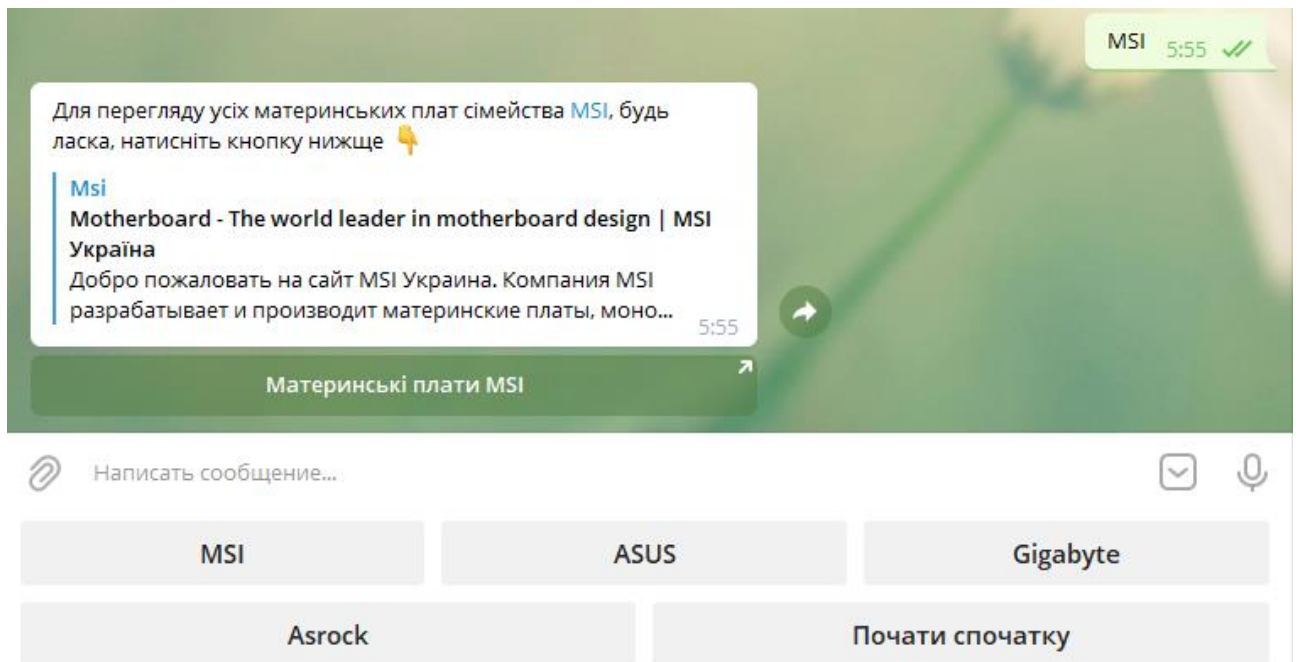 MSI 5:55
Для перегляду усіх материнських плат сімейства MSI, будь
ласка, натисніть кнопку нижще 👇
Msi
Motherboard - The world leader in motherboard design | MSI
Україна
Добро пожаловать на сайт MSI Украина. Компания MSI
разрабатывает и производит материнские платы, моно...
5:55
Материнські плати MSI
Написать сообщение...
MSI
ASUS
Gigabyte
Asrock
Почати спочатку